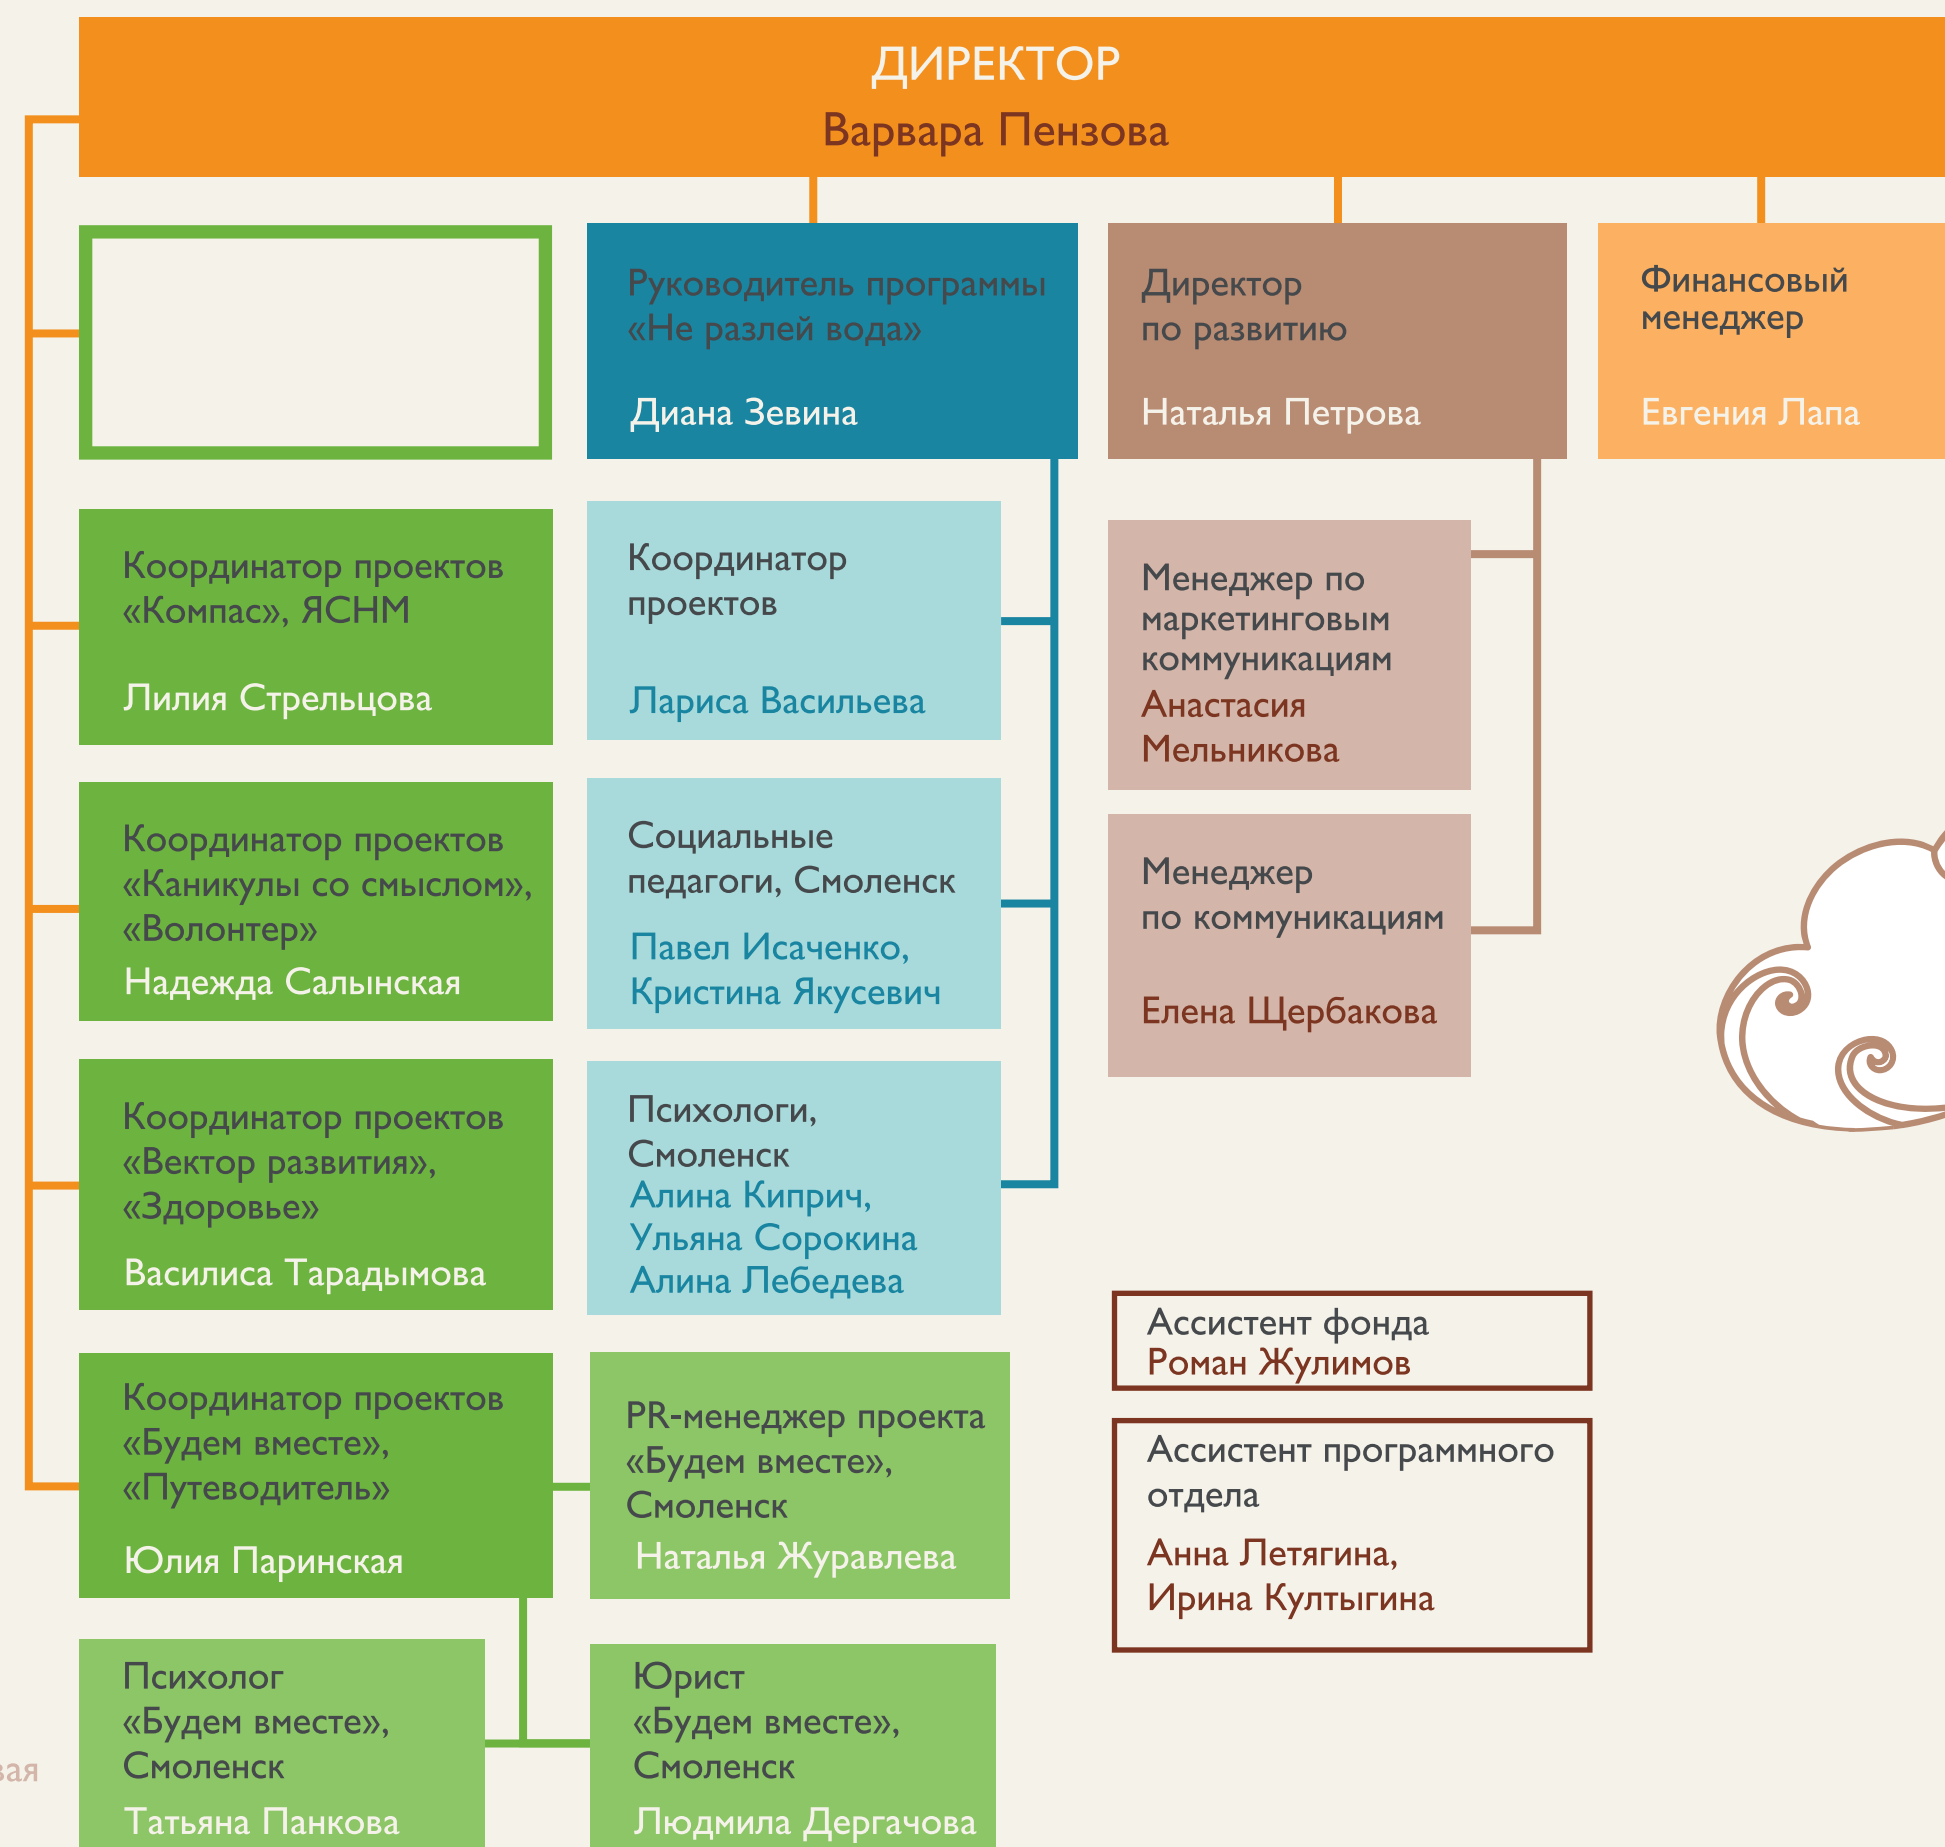 ДИРЕКТОР
Варвара Пензова
Руководитель программы
«Не разлей вода»
Диана Зевина
Директор
по развитию
Наталья Петрова
Финансовый
менеджер
Евгения Лапа
Координатор проектов
«Компас», ЯСНМ
Лилия Стрельцова
Координатор
проектов
Лариса Васильева
Менеджер по
маркетинговым
коммуникациям
Анастасия
Мельникова
Координатор проектов
«Каникулы со смыслом»,
«Волонтер»
Надежда Салынская
Социальные
педагоги, Смоленск
Павел Исаченко,
Кристина Якусевич
Менеджер
по коммуникациям
Елена Щербакова
Координатор проектов
«Вектор развития»,
«Здоровье»
Василиса Тарадымова
Психологи,
Смоленск
Алина Киприч,
Ульяна Сорокина
Алина Лебедева
Ассистент фонда
Роман Жулимов
Координатор проектов
«Будем вместе»,
«Путеводитель»
Юлия Паринская
PR-менеджер проекта
«Будем вместе»,
Смоленск
Наталья Журавлева
Ассистент программного
отдела
Анна Летягина,
Ирина Култыгина
Психолог
«Будем вместе»,
Смоленск
Татьяна Панкова
Юрист
«Будем вместе»,
Смоленск
Людмила Дергачова